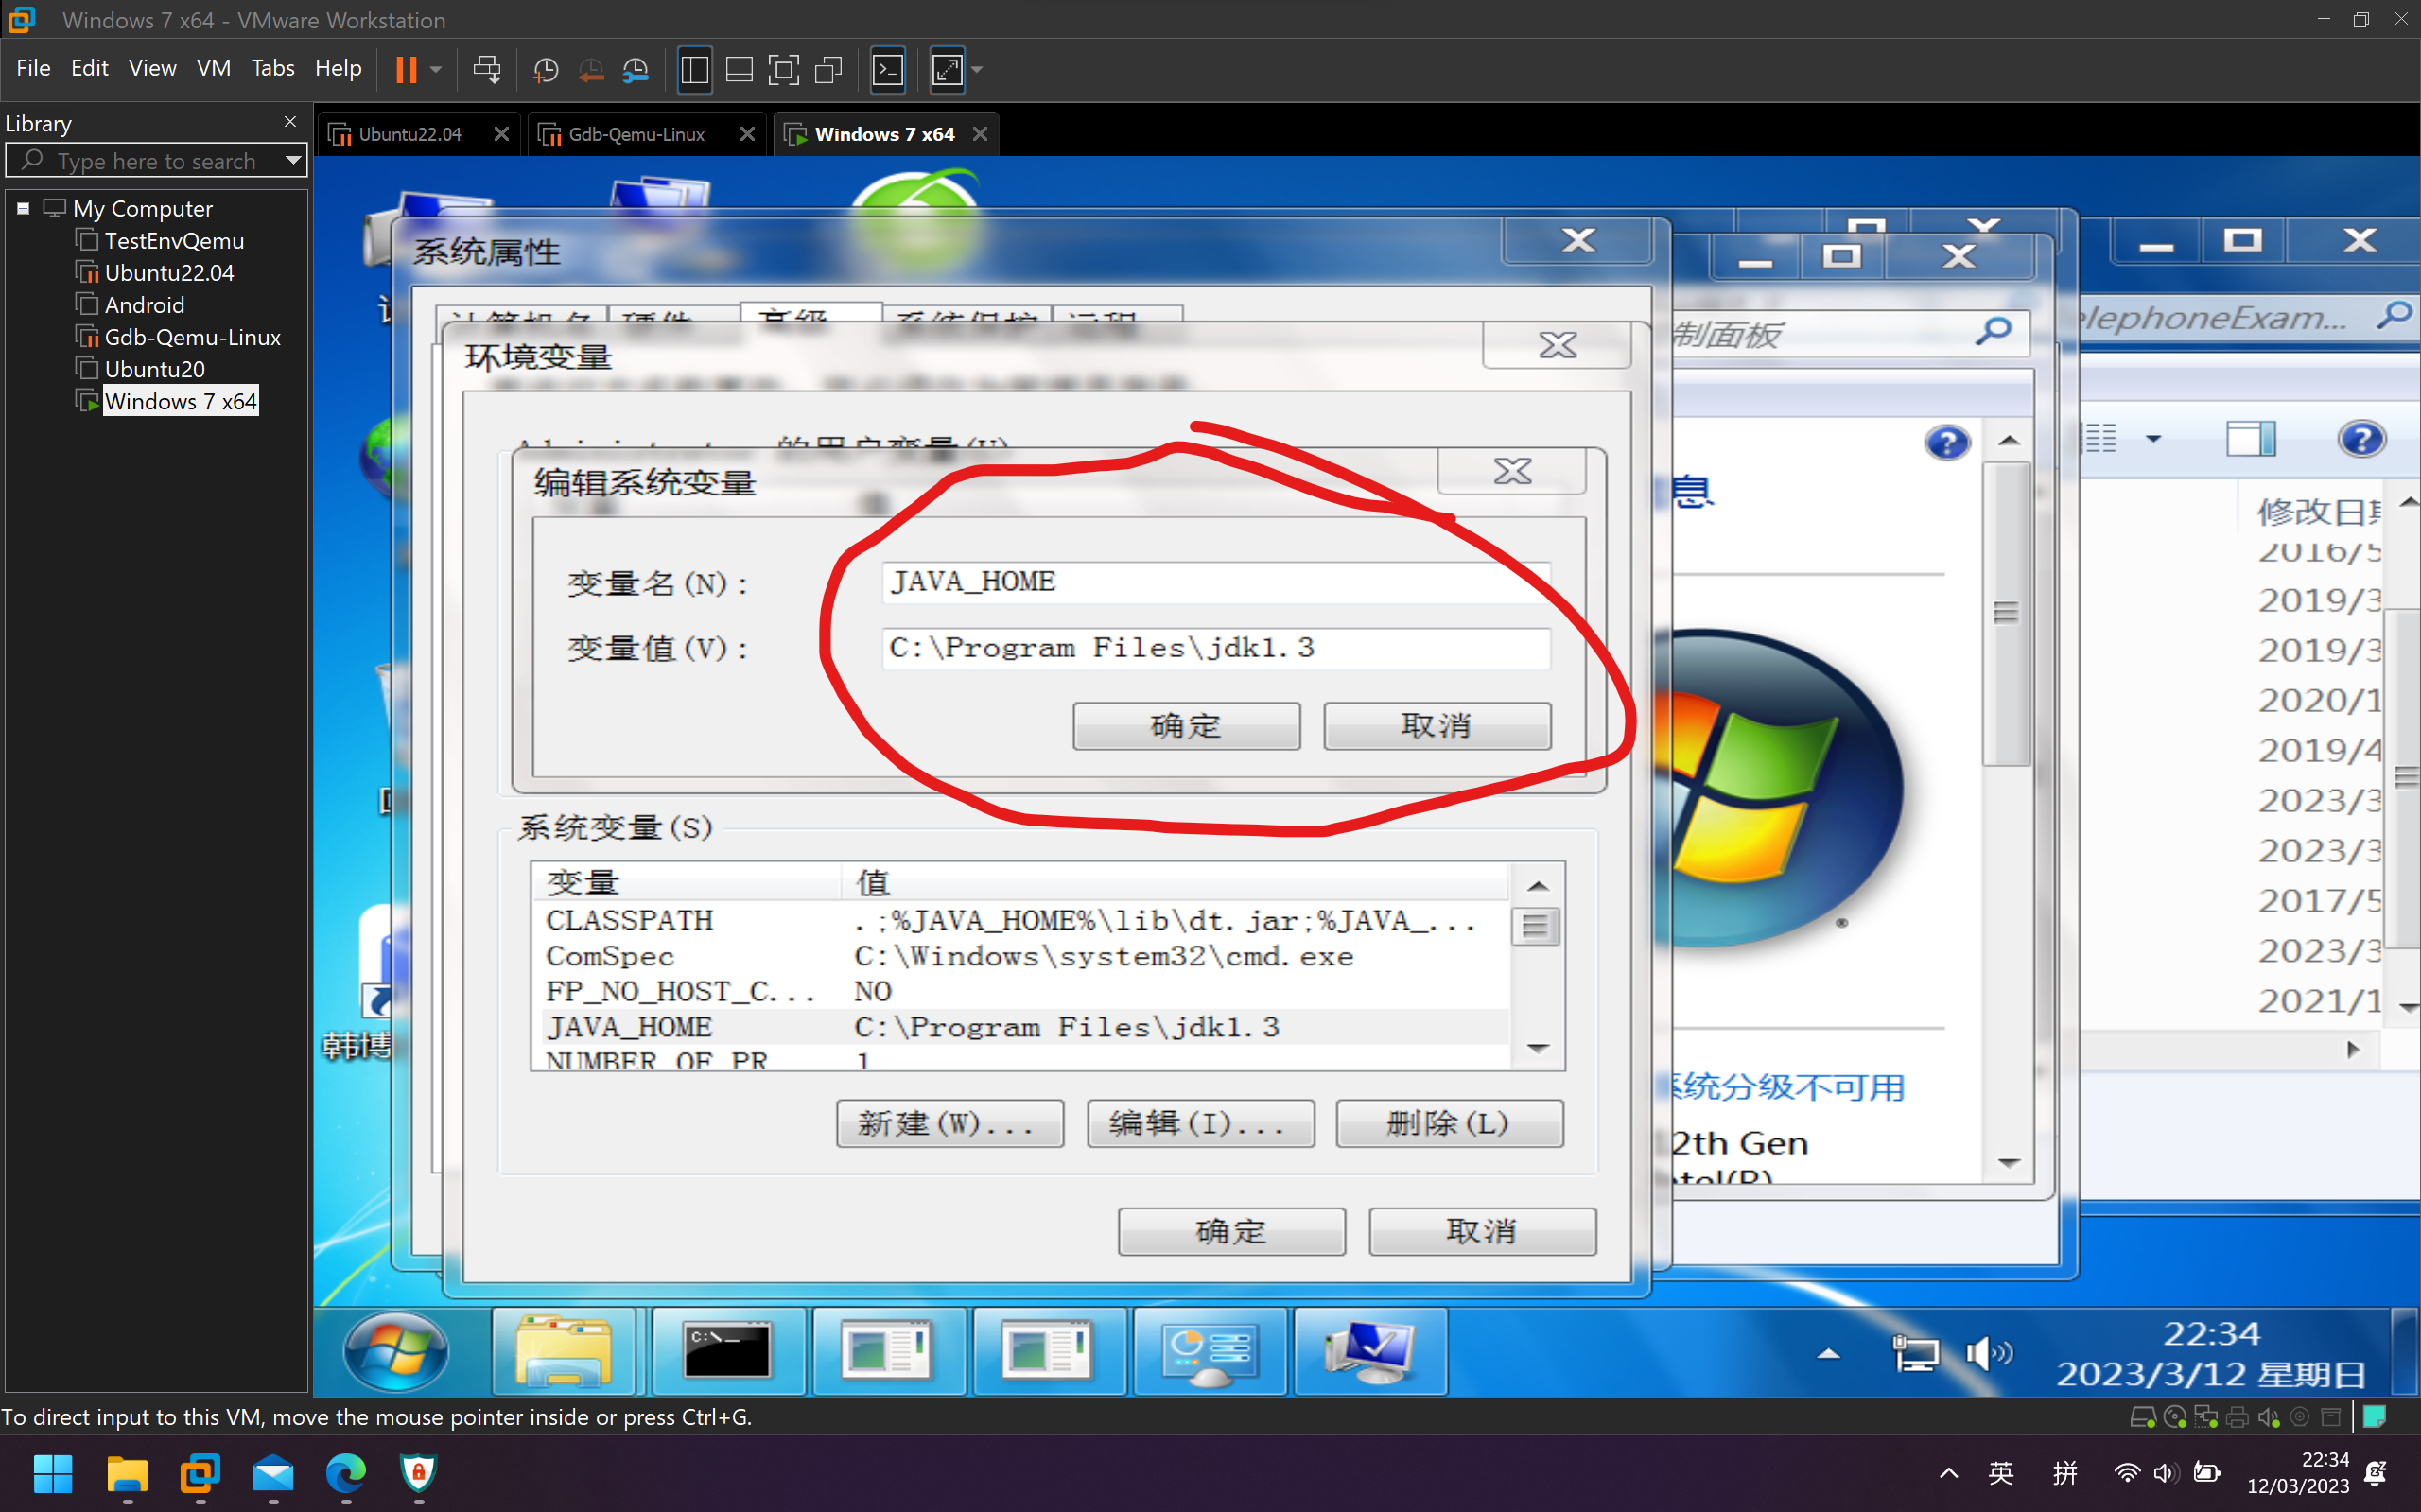 Windows 7 x64 - VMware Workstation
File Edit View VM Tabs Help
Library
Type here to search
My Computer
TestEnvQemu
Ubuntu22.04
Android
Gdb-Qemu-Linux
Ubuntu20
Windows 7 x64
Ubuntu22.04
Gdb-Qemu-Linux
Windows 7 x64
系统属性
计算机名 硬件 高级 系统保护 远程
环境变量
Administrator 的用户变量(U)
编辑系统变量
变量名(N):
JAVA_HOME
变量值(V):
C:\Program Files\jdk1.3
确定 取消
系统变量(S)
变量 值
CLASSPATH .;%JAVA_HOME%\lib\dt.jar;%JAVA_...
ComSpec C:\Windows\system32\cmd.exe
FP_NO_HOST_C... NO
JAVA_HOME C:\Program Files\jdk1.3
NUMBER_OF_PR 1
新建(W)... 编辑(I)... 删除(L)
确定 取消
制面板
息
系统分级不可用
2th Gen
ntel(R)
elephoneExam...
修改日期
2016/5
2019/3
2019/3
2020/1
2019/4
2023/3
2023/3
2017/5
2023/3
2021/1
韩博
C:\_
22:34
2023/3/12 星期日
To direct input to this VM, move the mouse pointer inside or press Ctrl+G.
英 拼
22:34
12/03/2023